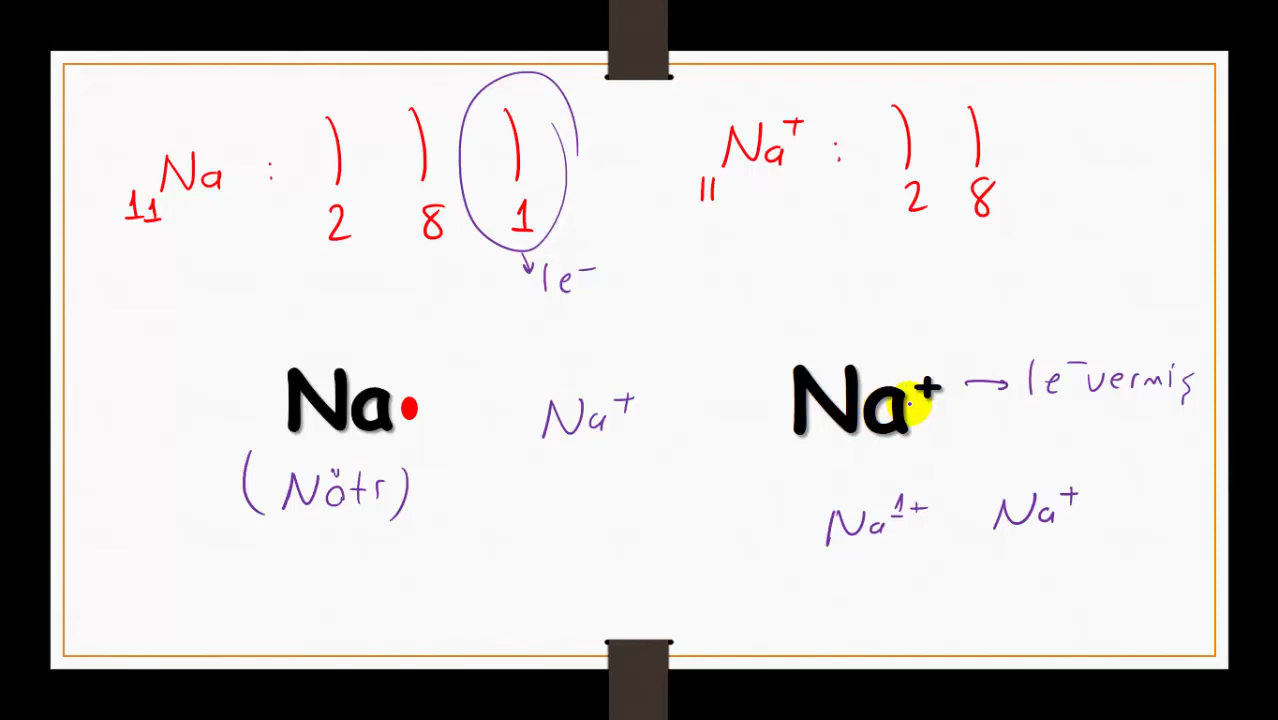 ₁₁Na : ) ) )
2 8 1
1e⁻
₁₁Na⁺ : ) )
2 8
Na•
(Nötr)
Na⁺
Na⁺ → 1e⁻ vermiş
Na¹⁺ Na⁺